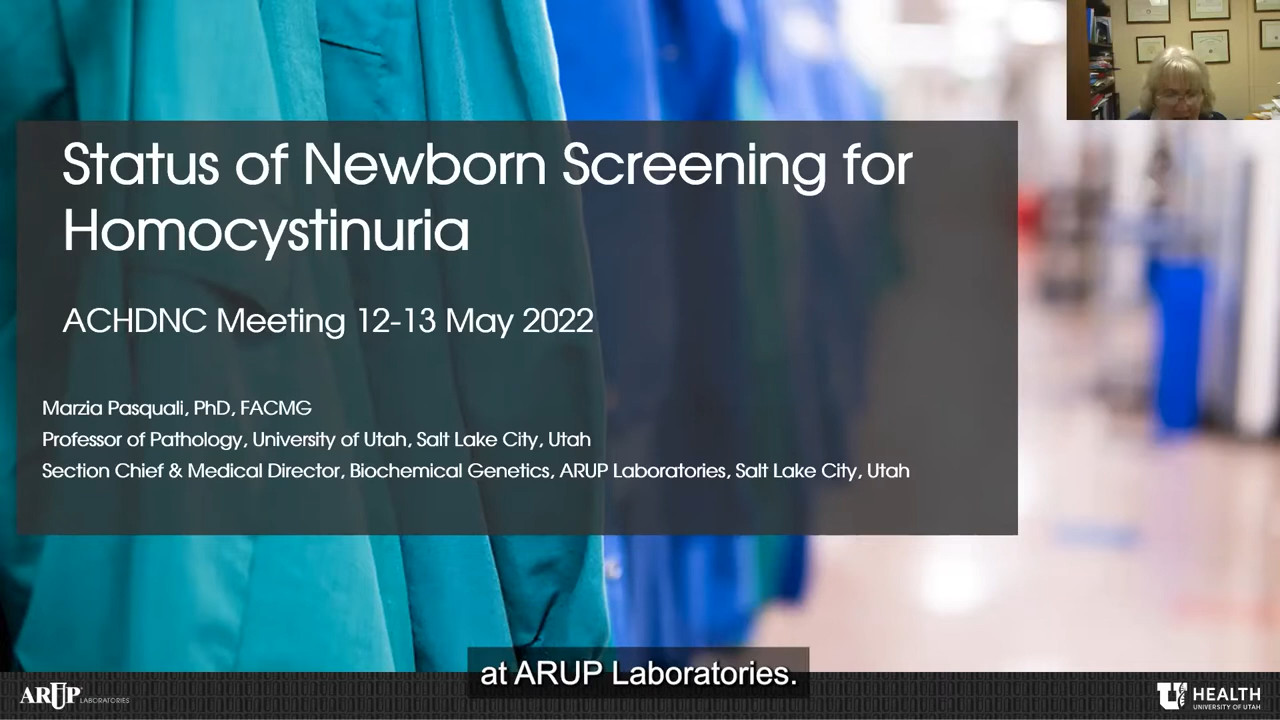 Status of Newborn Screening for
Homocystinuria
ACHDNC Meeting 12-13 May 2022
Marzia Pasquali, PhD, FACMG
Professor of Pathology, University of Utah, Salt Lake City, Utah
Section Chief & Medical Director, Biochemical Genetics, ARUP Laboratories, Salt Lake City, Utah
at ARUP Laboratories.
ARUP LABORATORIES
U HEALTH
UNIVERSITY OF UTAH